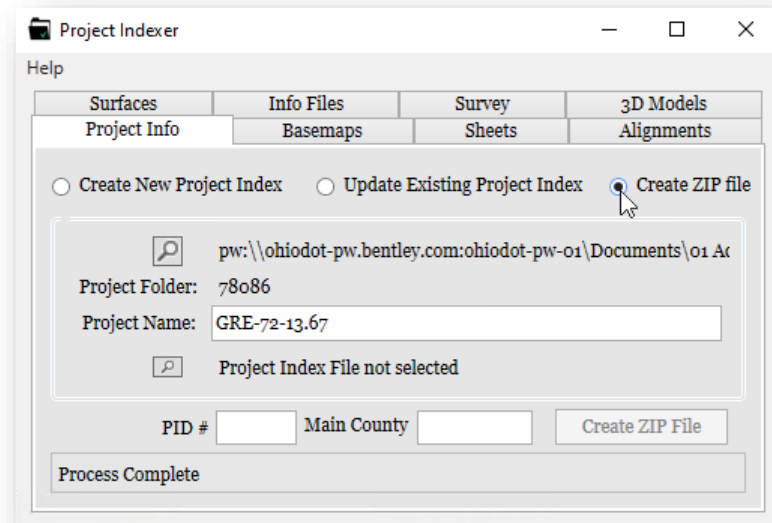 Project Indexer
Help
Surfaces Info Files Survey 3D Models
Project Info Basemaps Sheets Alignments
Create New Project Index Update Existing Project Index Create ZIP file
pw:\\ohiodot-pw.bentley.com:ohiodot-pw-01\Documents\01 Ac
Project Folder: 78086
Project Name: GRE-72-13.67
Project Index File not selected
PID # Main County Create ZIP File
Process Complete